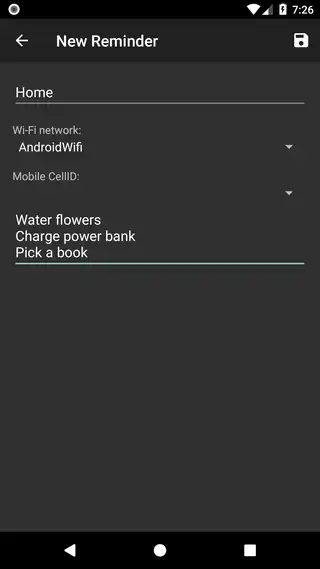 7:26
New Reminder
Home
Wi-Fi network:
AndroidWifi
Mobile CellID:
Water flowers
Charge power bank
Pick a book